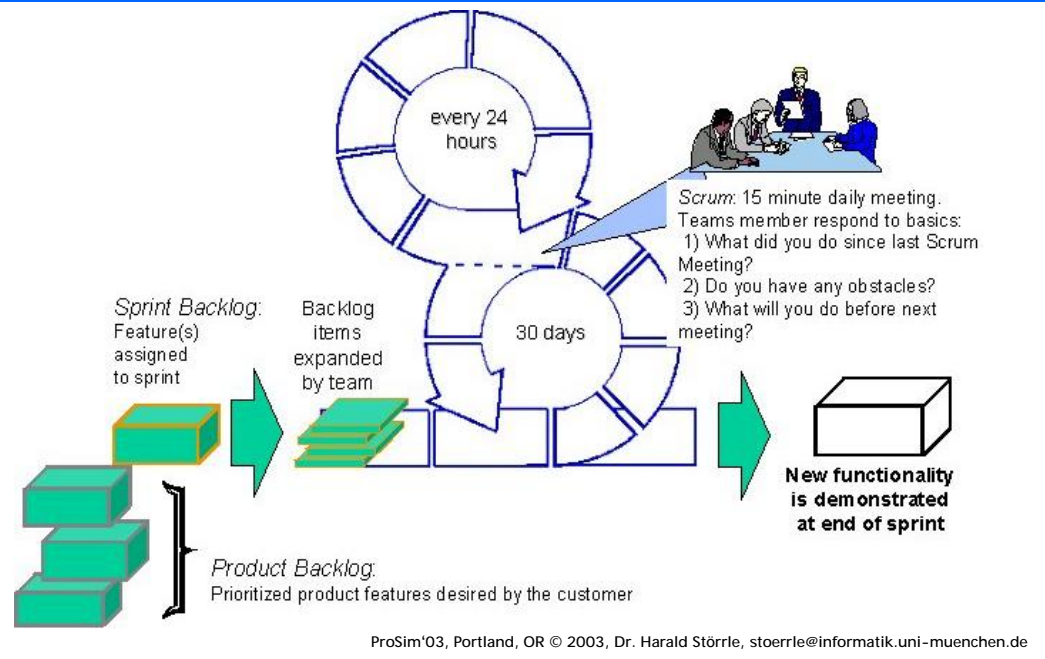 every 24
hours
Scrum: 15 minute daily meeting.
Teams member respond to basics:
1) What did you do since last Scrum
Meeting?
2) Do you have any obstacles?
3) What will you do before next
meeting?
30 days
Sprint Backlog:
Feature(s)
assigned
to sprint
Backlog
items
expanded
by team
New functionality
is demonstrated
at end of sprint
Product Backlog:
Prioritized product features desired by the customer
ProSim'03, Portland, OR © 2003, Dr. Harald Störrle, stoerrle@informatik.uni-muenchen.de